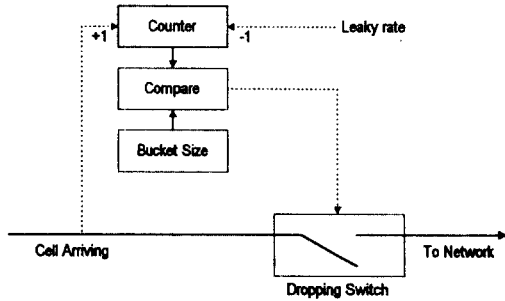 Counter
+1
-1
Leaky rate
Compare
Bucket Size
Cell Arriving
To Network
Dropping Switch